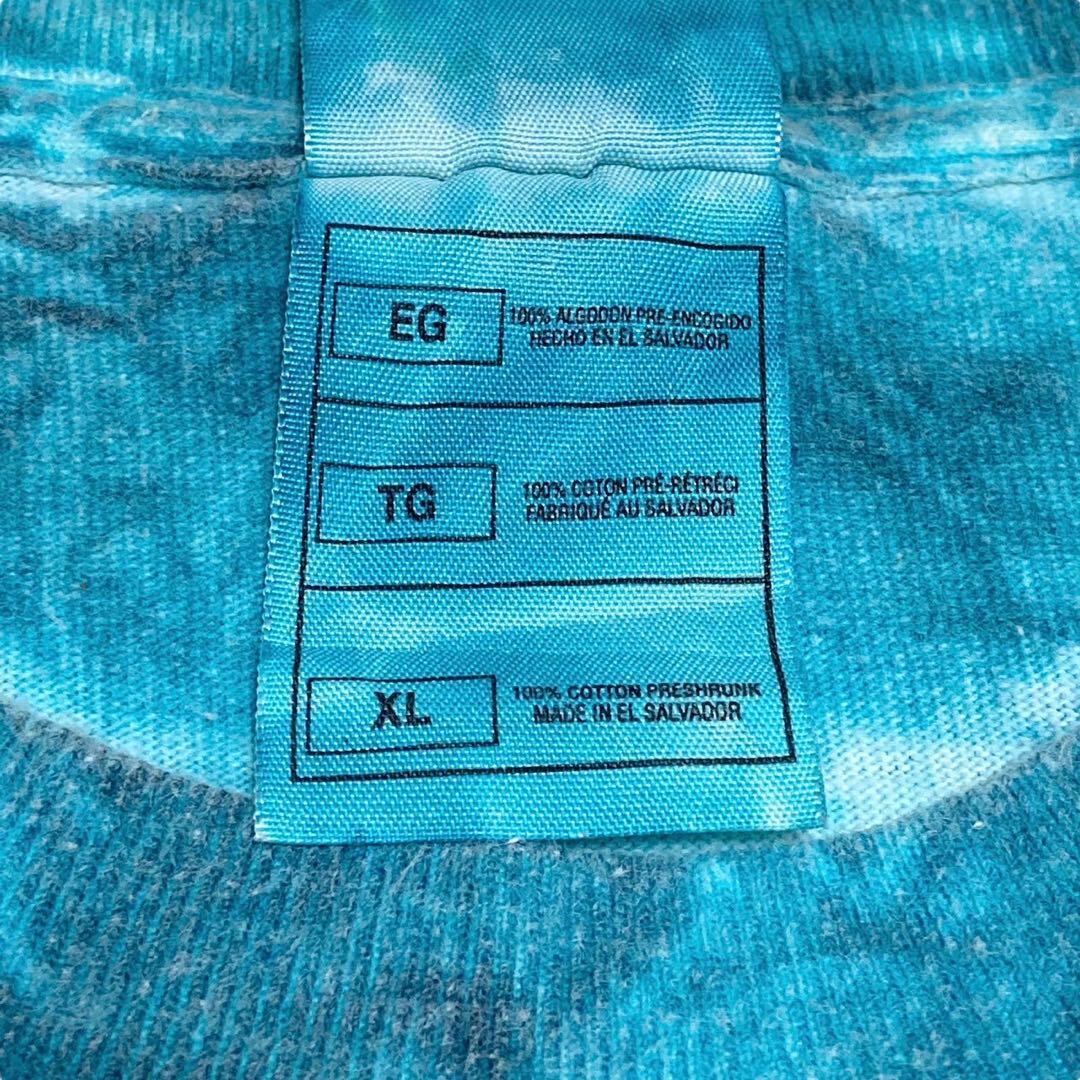 EG
100% ALGODON PRE-ENCOGIDO
HECHO EN EL SALVADOR
TG
100% COTON PRÉ-RÉTRÉCI
FABRIQUÉ AU SALVADOR
XL
100% COTTON PRESHRUNK
MADE IN EL SALVADOR